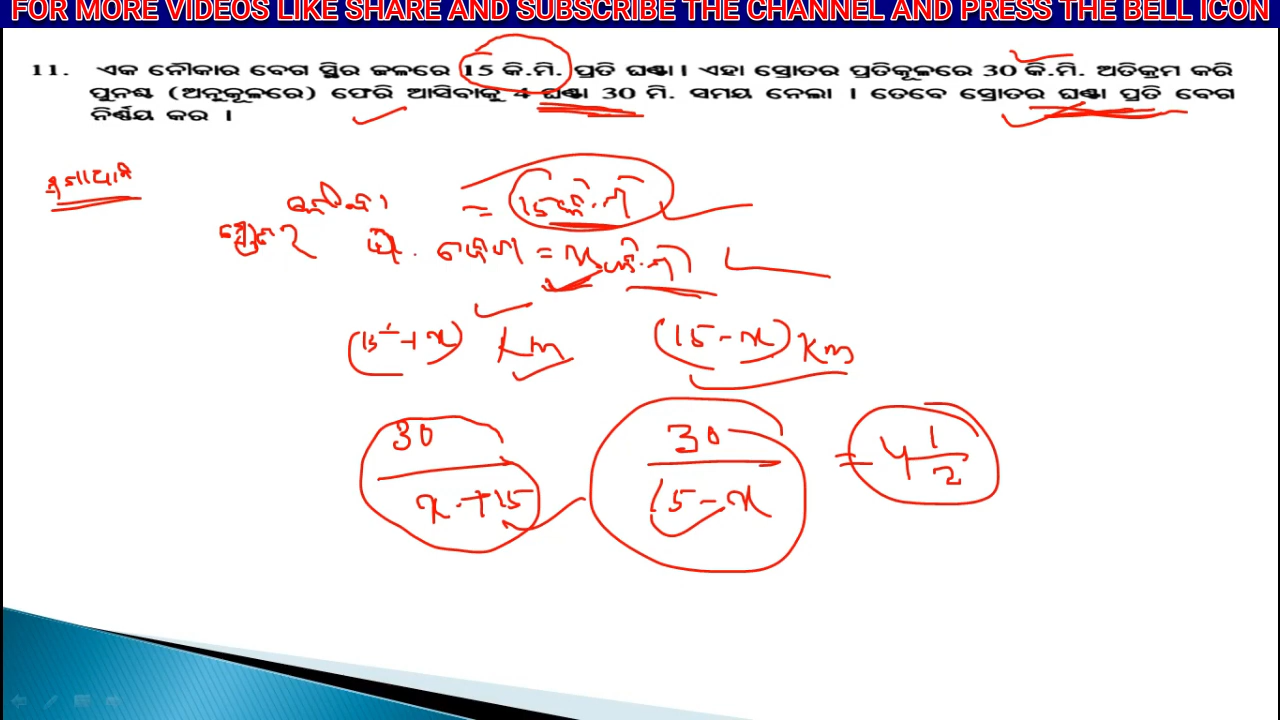 FOR MORE VIDEOS LIKE SHARE AND SUBSCRIBE THE CHANNEL AND PRESS THE BELL ICON
11. ଏକ ନୌକାର ବେଗ ସ୍ଥିର ଜଳରେ 15 କି.ମି. ପ୍ରତି ଘଣ୍ଟା। ଏହା ସ୍ରୋତର ପ୍ରତିକୂଳରେ 30 କି.ମି. ଅତିକ୍ରମ କରି
ପୁନଶ୍ଚ (ଅନୁକୂଳରେ) ଫେରି ଆସିବାକୁ 4 ଘଣ୍ଟା 30 ମି. ସମୟ ନେଲା । ତେବେ ସ୍ରୋତର ଘଣ୍ଟା ପ୍ରତି ବେଗ
ନିର୍ଣ୍ଣୟ କର ।
ସମାଧାନ
= 15 କି.ମି
= x କି.ମି
(15 + x) Km (15 - x) Km
30 30 = 4 1/2
x + 15 15 - x